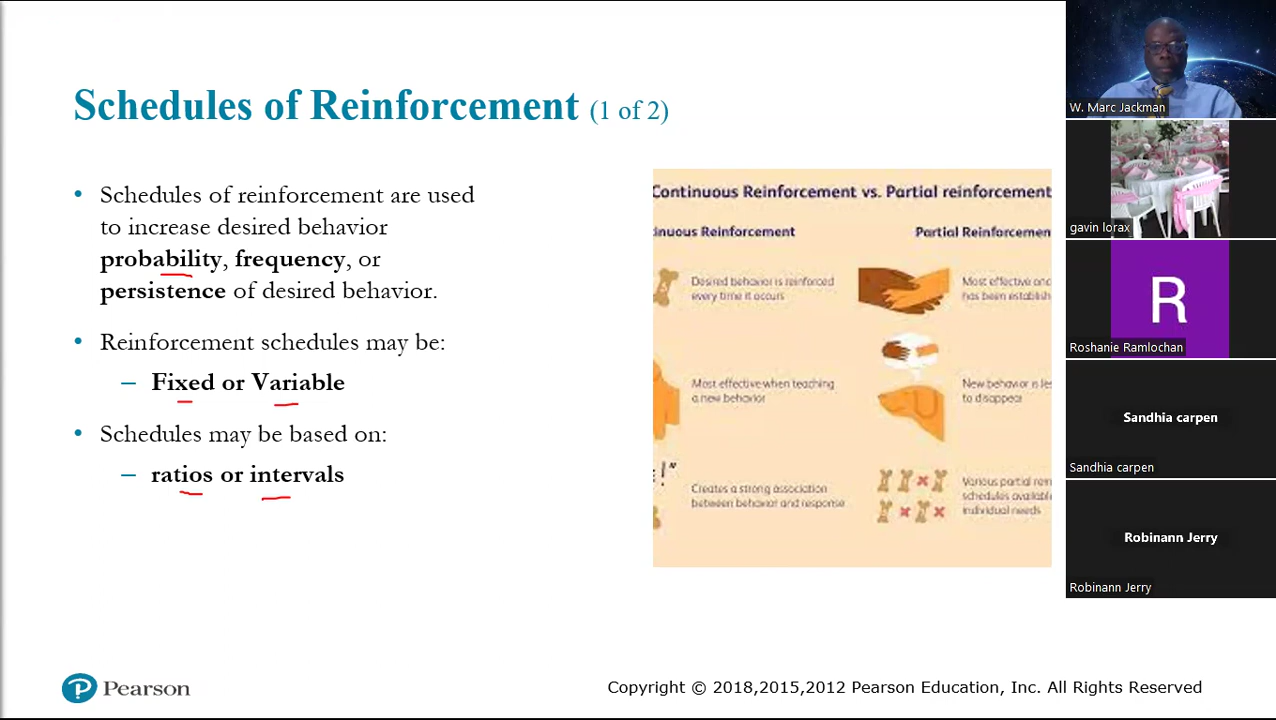 Schedules of Reinforcement (1 of 2)
• Schedules of reinforcement are used
to increase desired behavior
probability, frequency, or
persistence of desired behavior.
• Reinforcement schedules may be:
– Fixed or Variable
• Schedules may be based on:
– ratios or intervals
Continuous Reinforcement vs. Partial reinforcement
inuous Reinforcement
Desired behavior is reinforced
every time it occurs
Most effective when teaching
a new behavior
!”
Creates a strong association
between behavior and response
Partial Reinforcemen
Most effective onc
has been establish
New behavior is les
to disappear
Various partial rein
schedules available
individual needs
Pearson
Copyright © 2018,2015,2012 Pearson Education, Inc. All Rights Reserved
W. Marc Jackman
gavin lorax
R
Roshanie Ramlochan
Sandhia carpen
Sandhia carpen
Robinann Jerry
Robinann Jerry